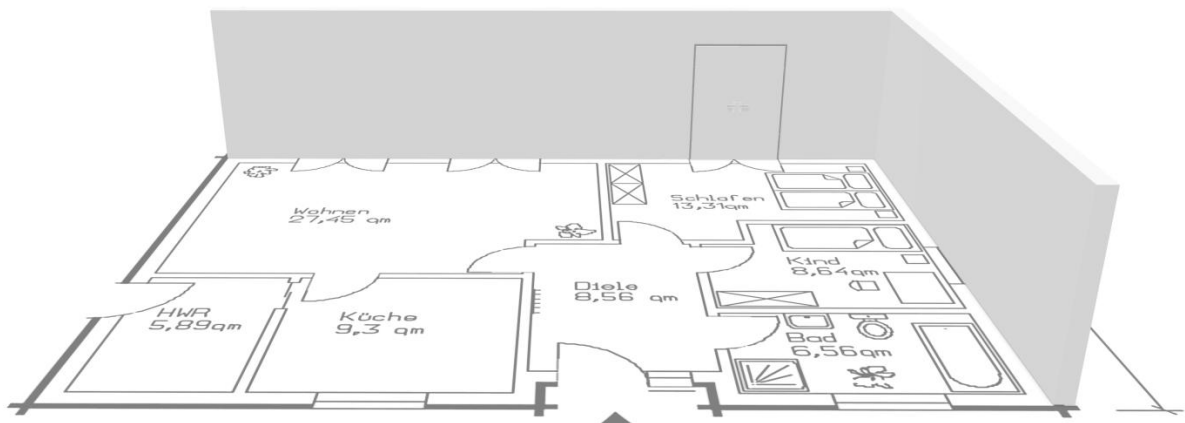 Wohnen
27,45 qm
Schlafen
13,31qm
Kind
8,64qm
Diele
8,56 qm
HWR
5,89qm
Küche
9,3 qm
Bad
6,56qm